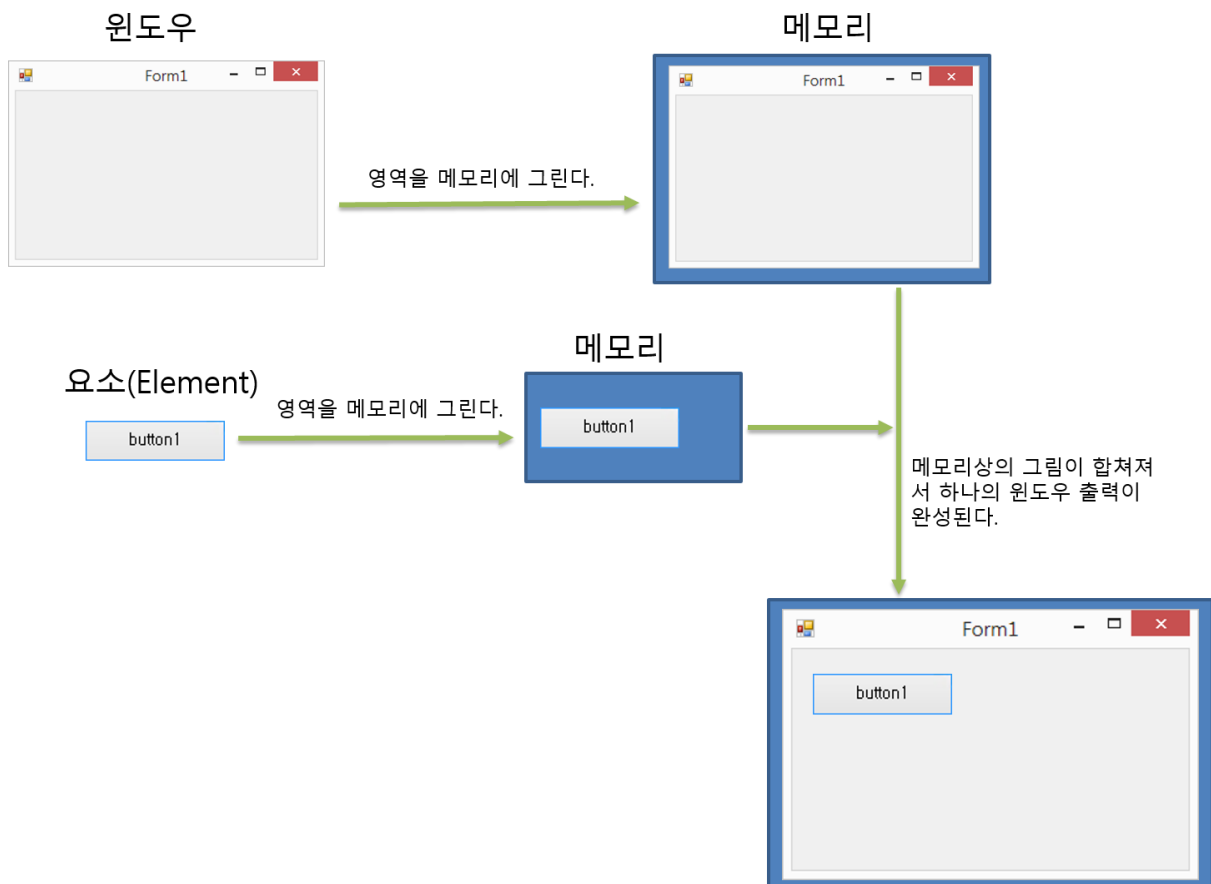 윈도우
메모리
Form1
Form1
영역을 메모리에 그린다.
메모리
요소(Element)
영역을 메모리에 그린다.
button1
button1
메모리상의 그림이 합쳐져
서 하나의 윈도우 출력이
완성된다.
Form1
button1